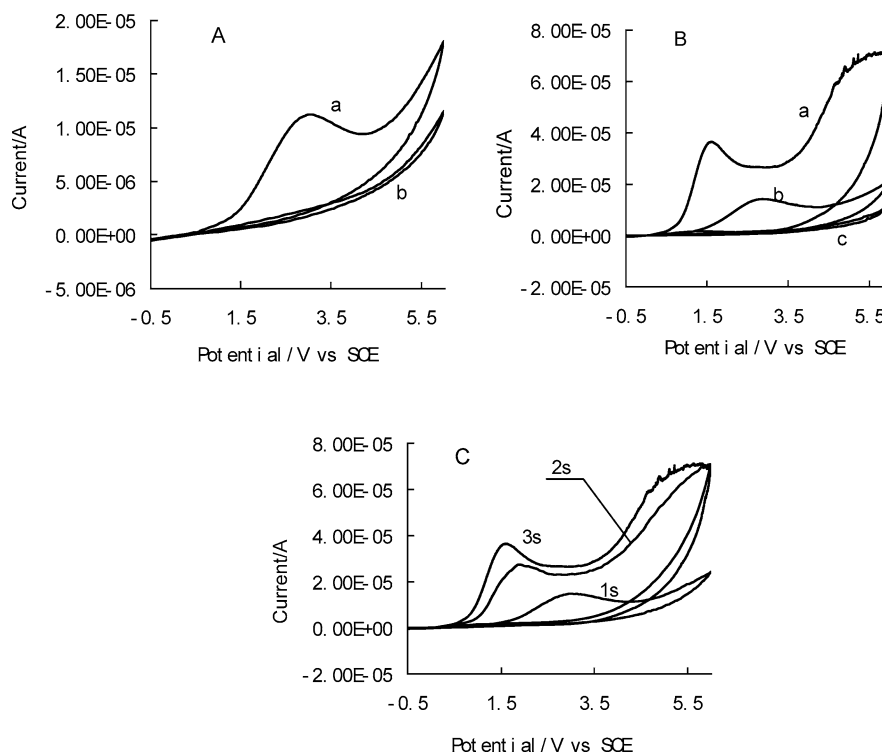 A
2. 00E-05
1. 50E-05
1. 00E-05
5. 00E-06
0. 00E+00
-5. 00E-06
Current/A
a
b
-0. 5 1. 5 3. 5 5. 5
Potential/V vs SCE
B
8. 00E-05
6. 00E-05
4. 00E-05
2. 00E-05
0. 00E+00
-2. 00E-05
Current/A
a
b
c
-0. 5 1. 5 3. 5 5. 5
Potential/V vs SCE
C
8. 00E-05
6. 00E-05
4. 00E-05
2. 00E-05
0. 00E+00
-2. 00E-05
Current/A
2s
3s
1s
-0. 5 1. 5 3. 5 5. 5
Potential/V vs SCE